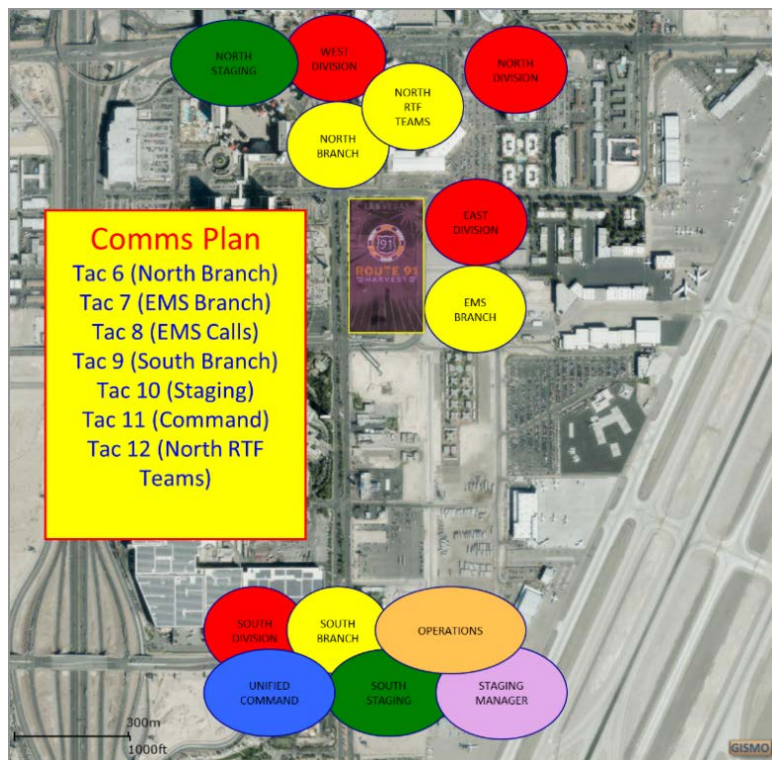 NORTH
STAGING
WEST
DIVISION
NORTH
DIVISION
NORTH
RTF
TEAMS
NORTH
BRANCH
LAS VEGAS
91
ROUTE 91
HARVEST
EAST
DIVISION
EMS
BRANCH
Comms Plan
Tac 6 (North Branch)
Tac 7 (EMS Branch)
Tac 8 (EMS Calls)
Tac 9 (South Branch)
Tac 10 (Staging)
Tac 11 (Command)
Tac 12 (North RTF
Teams)
SOUTH
DIVISION
SOUTH
BRANCH
OPERATIONS
UNIFIED
COMMAND
SOUTH
STAGING
STAGING
MANAGER
300m
1000ft
GISMO